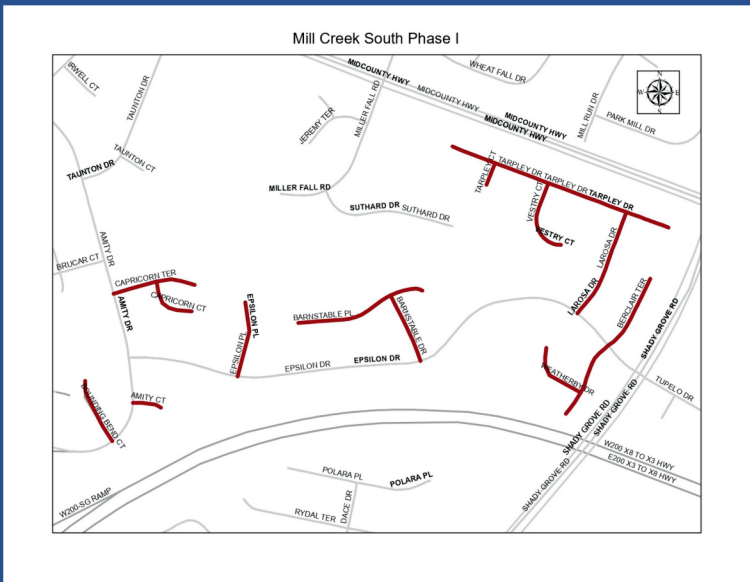 Mill Creek South Phase I
IRWELL CT
TAUNTON DR
MIDCOUNTY HWY
MIDCOUNTY HWY
MIDCOUNTY HWY
MIDCOUNTY HWY
WHEAT FALL DR
MILL RUN DR
PARK MILL DR
N
W
E
S
JEREMY TER
MILLER FALL RD
TAUNTON CT
TAUNTON DR
MILLER FALL RD
SUTHARD DR
SUTHARD DR
TARPLEY CT
TARPLEY DR
TARPLEY DR
TARPLEY DR
VESTRY CT
VESTRY CT
LAROSA DR
LAROSA DR
BRUCAR CT
AMITY DR
AMITY DR
CAPRICORN TER
CAPRICORN CT
EPSILON PL
EPSILON PL
BARNSTABLE PL
BARNSTABLE DR
BERCLAIR TER
SHADY GROVE RD
EPSILON DR
EPSILON DR
WEATHERBY DR
TUPELO DR
AMITY CT
SHADY GROVE RD
SHADY GROVE RD
SHADY GROVE RD
W200 X8 TO X3 HWY
E200 X3 TO X8 HWY
W200-SG RAMP
POLARA PL
POLARA PL
DACE DR
RYDAL TER